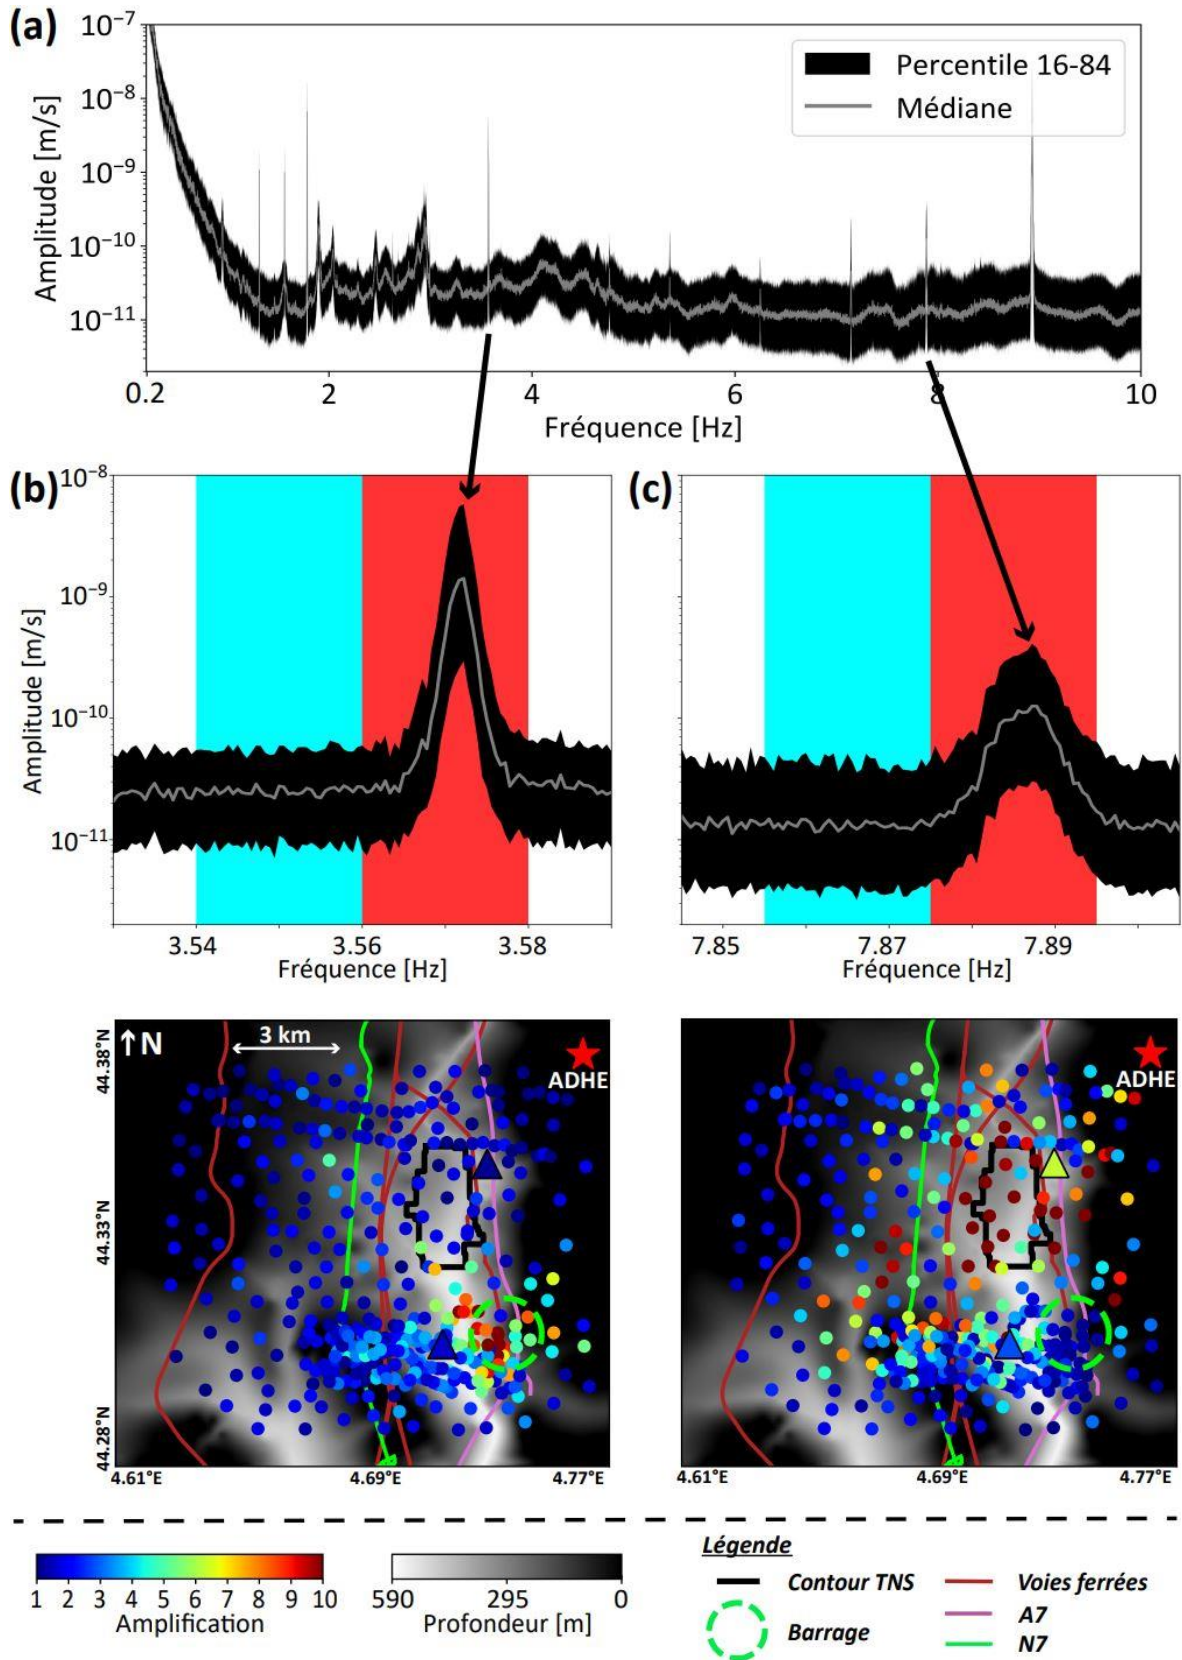 (a)
10⁻⁷
10⁻⁸
10⁻⁹
10⁻¹⁰
10⁻¹¹
Amplitude [m/s]
Percentile 16-84
Médiane
0.2 2 4 6 8 10
Fréquence [Hz]
(b)
10⁻⁸
10⁻⁹
10⁻¹⁰
10⁻¹¹
Amplitude [m/s]
3.54 3.56 3.58
Fréquence [Hz]
(c)
7.85 7.87 7.89
Fréquence [Hz]
↑N
3 km
ADHE
44.38°N
44.33°N
44.28°N
4.61°E 4.69°E 4.77°E
ADHE
4.61°E 4.69°E 4.77°E
1 2 3 4 5 6 7 8 9 10
Amplification
590 295 0
Profondeur [m]
Légende
Contour TNS
Barrage
Voies ferrées
A7
N7